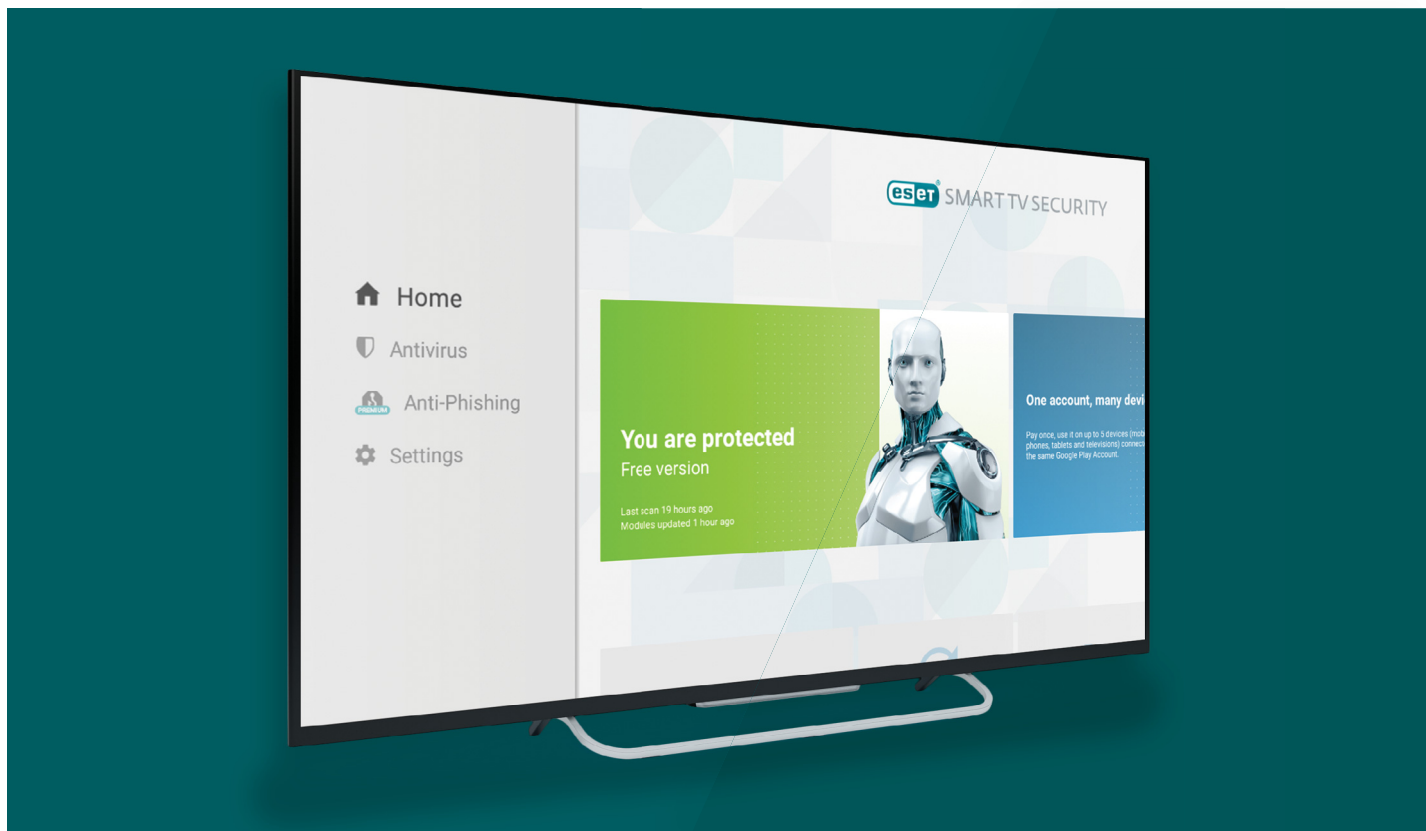 eset® SMART TV SECURITY
Home
Antivirus
PREMIUM
Anti-Phishing
Settings
You are protected
Free version
Last scan 19 hours ago
Modules updated 1 hour ago
One account, many devi
Pay once, use it on up to 5 devices (mob
phones, tablets and televisions) connec
the same Google Play Account.